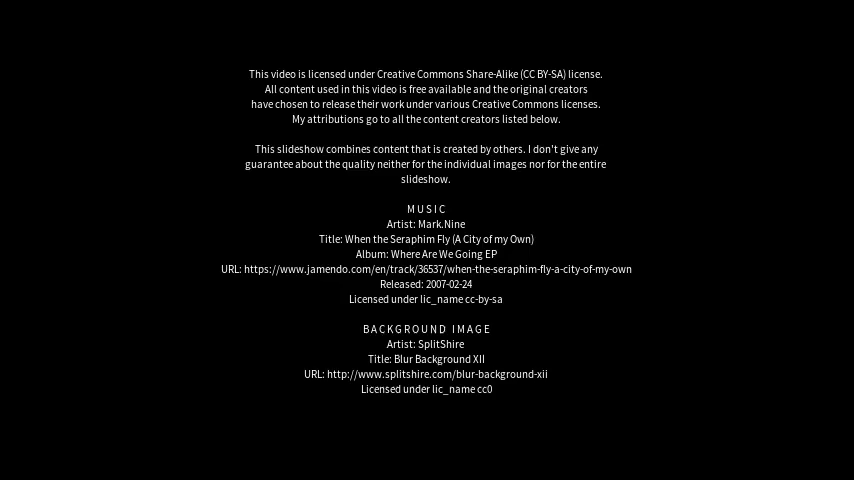 This video is licensed under Creative Commons Share-Alike (CC BY-SA) license.
All content used in this video is free available and the original creators
have chosen to release their work under various Creative Commons licenses.
My attributions go to all the content creators listed below.
This slideshow combines content that is created by others. I don't give any
guarantee about the quality neither for the individual images nor for the entire
slideshow.
MUSIC
Artist: Mark.Nine
Title: When the Seraphim Fly (A City of my Own)
Album: Where Are We Going EP
URL: https://www.jamendo.com/en/track/36537/when-the-seraphim-fly-a-city-of-my-own
Released: 2007-02-24
Licensed under lic_name cc-by-sa
BACKGROUND IMAGE
Artist: SplitShire
Title: Blur Background XII
URL: http://www.splitshire.com/blur-background-xii
Licensed under lic_name cc0